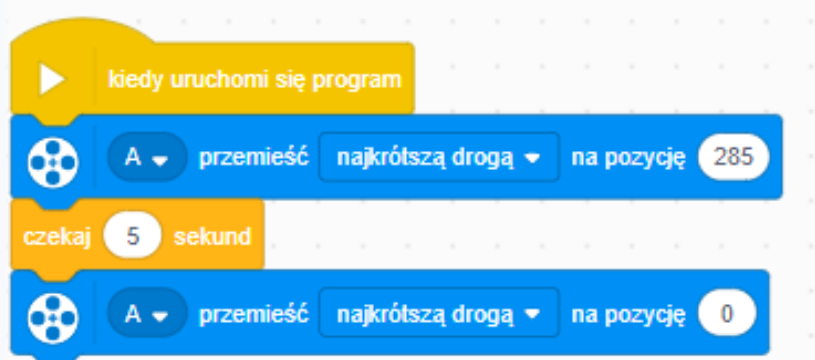 kiedy uruchomi się program
A przemieść najkrótszą drogą na pozycję 285
czekaj 5 sekund
A przemieść najkrótszą drogą na pozycję 0